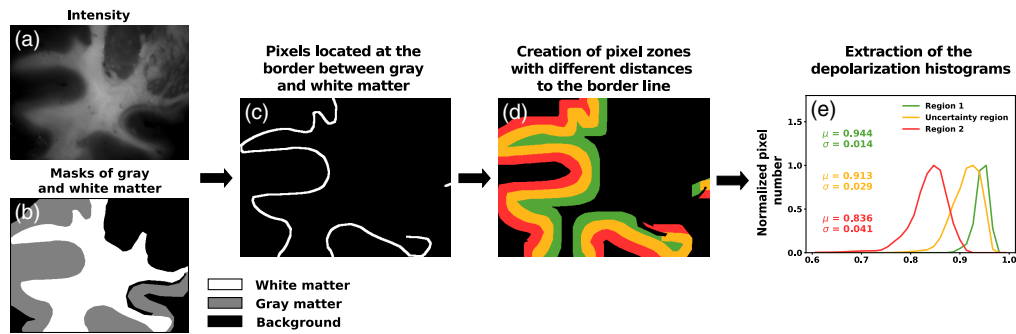 Intensity
(a)
Masks of gray
and white matter
(b)
Pixels located at the
border between gray
and white matter
(c)
White matter
Gray matter
Background
Creation of pixel zones
with different distances
to the border line
(d)
Extraction of the
depolarization histograms
(e)
Region 1
Uncertainty region
Region 2
μ = 0.944
σ = 0.014
μ = 0.913
σ = 0.029
μ = 0.836
σ = 0.041
Normalized pixel
number
1.5
1.0
0.5
0.0
0.6 0.7 0.8 0.9 1.0